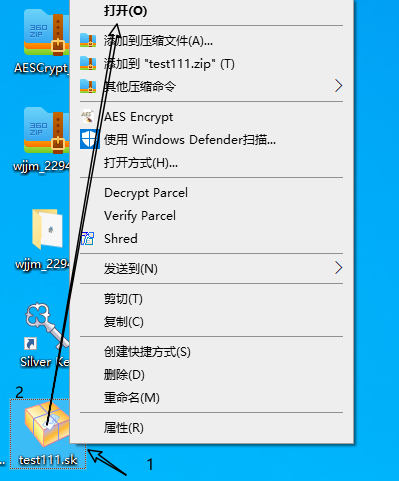 打开(O)
360
ZIP
添加到压缩文件(A)...
AESCrypt_
添加到 "test111.zip" (T)
其他压缩命令
360
ZIP
AES Encrypt
使用 Windows Defender扫描...
wjjm_2294
打开方式(H)...
Decrypt Parcel
Verify Parcel
Shred
wjjm_2294
发送到(N)
剪切(T)
复制(C)
创建快捷方式(S)
Silver Ke
删除(D)
2
重命名(M)
属性(R)
test111.sk
1